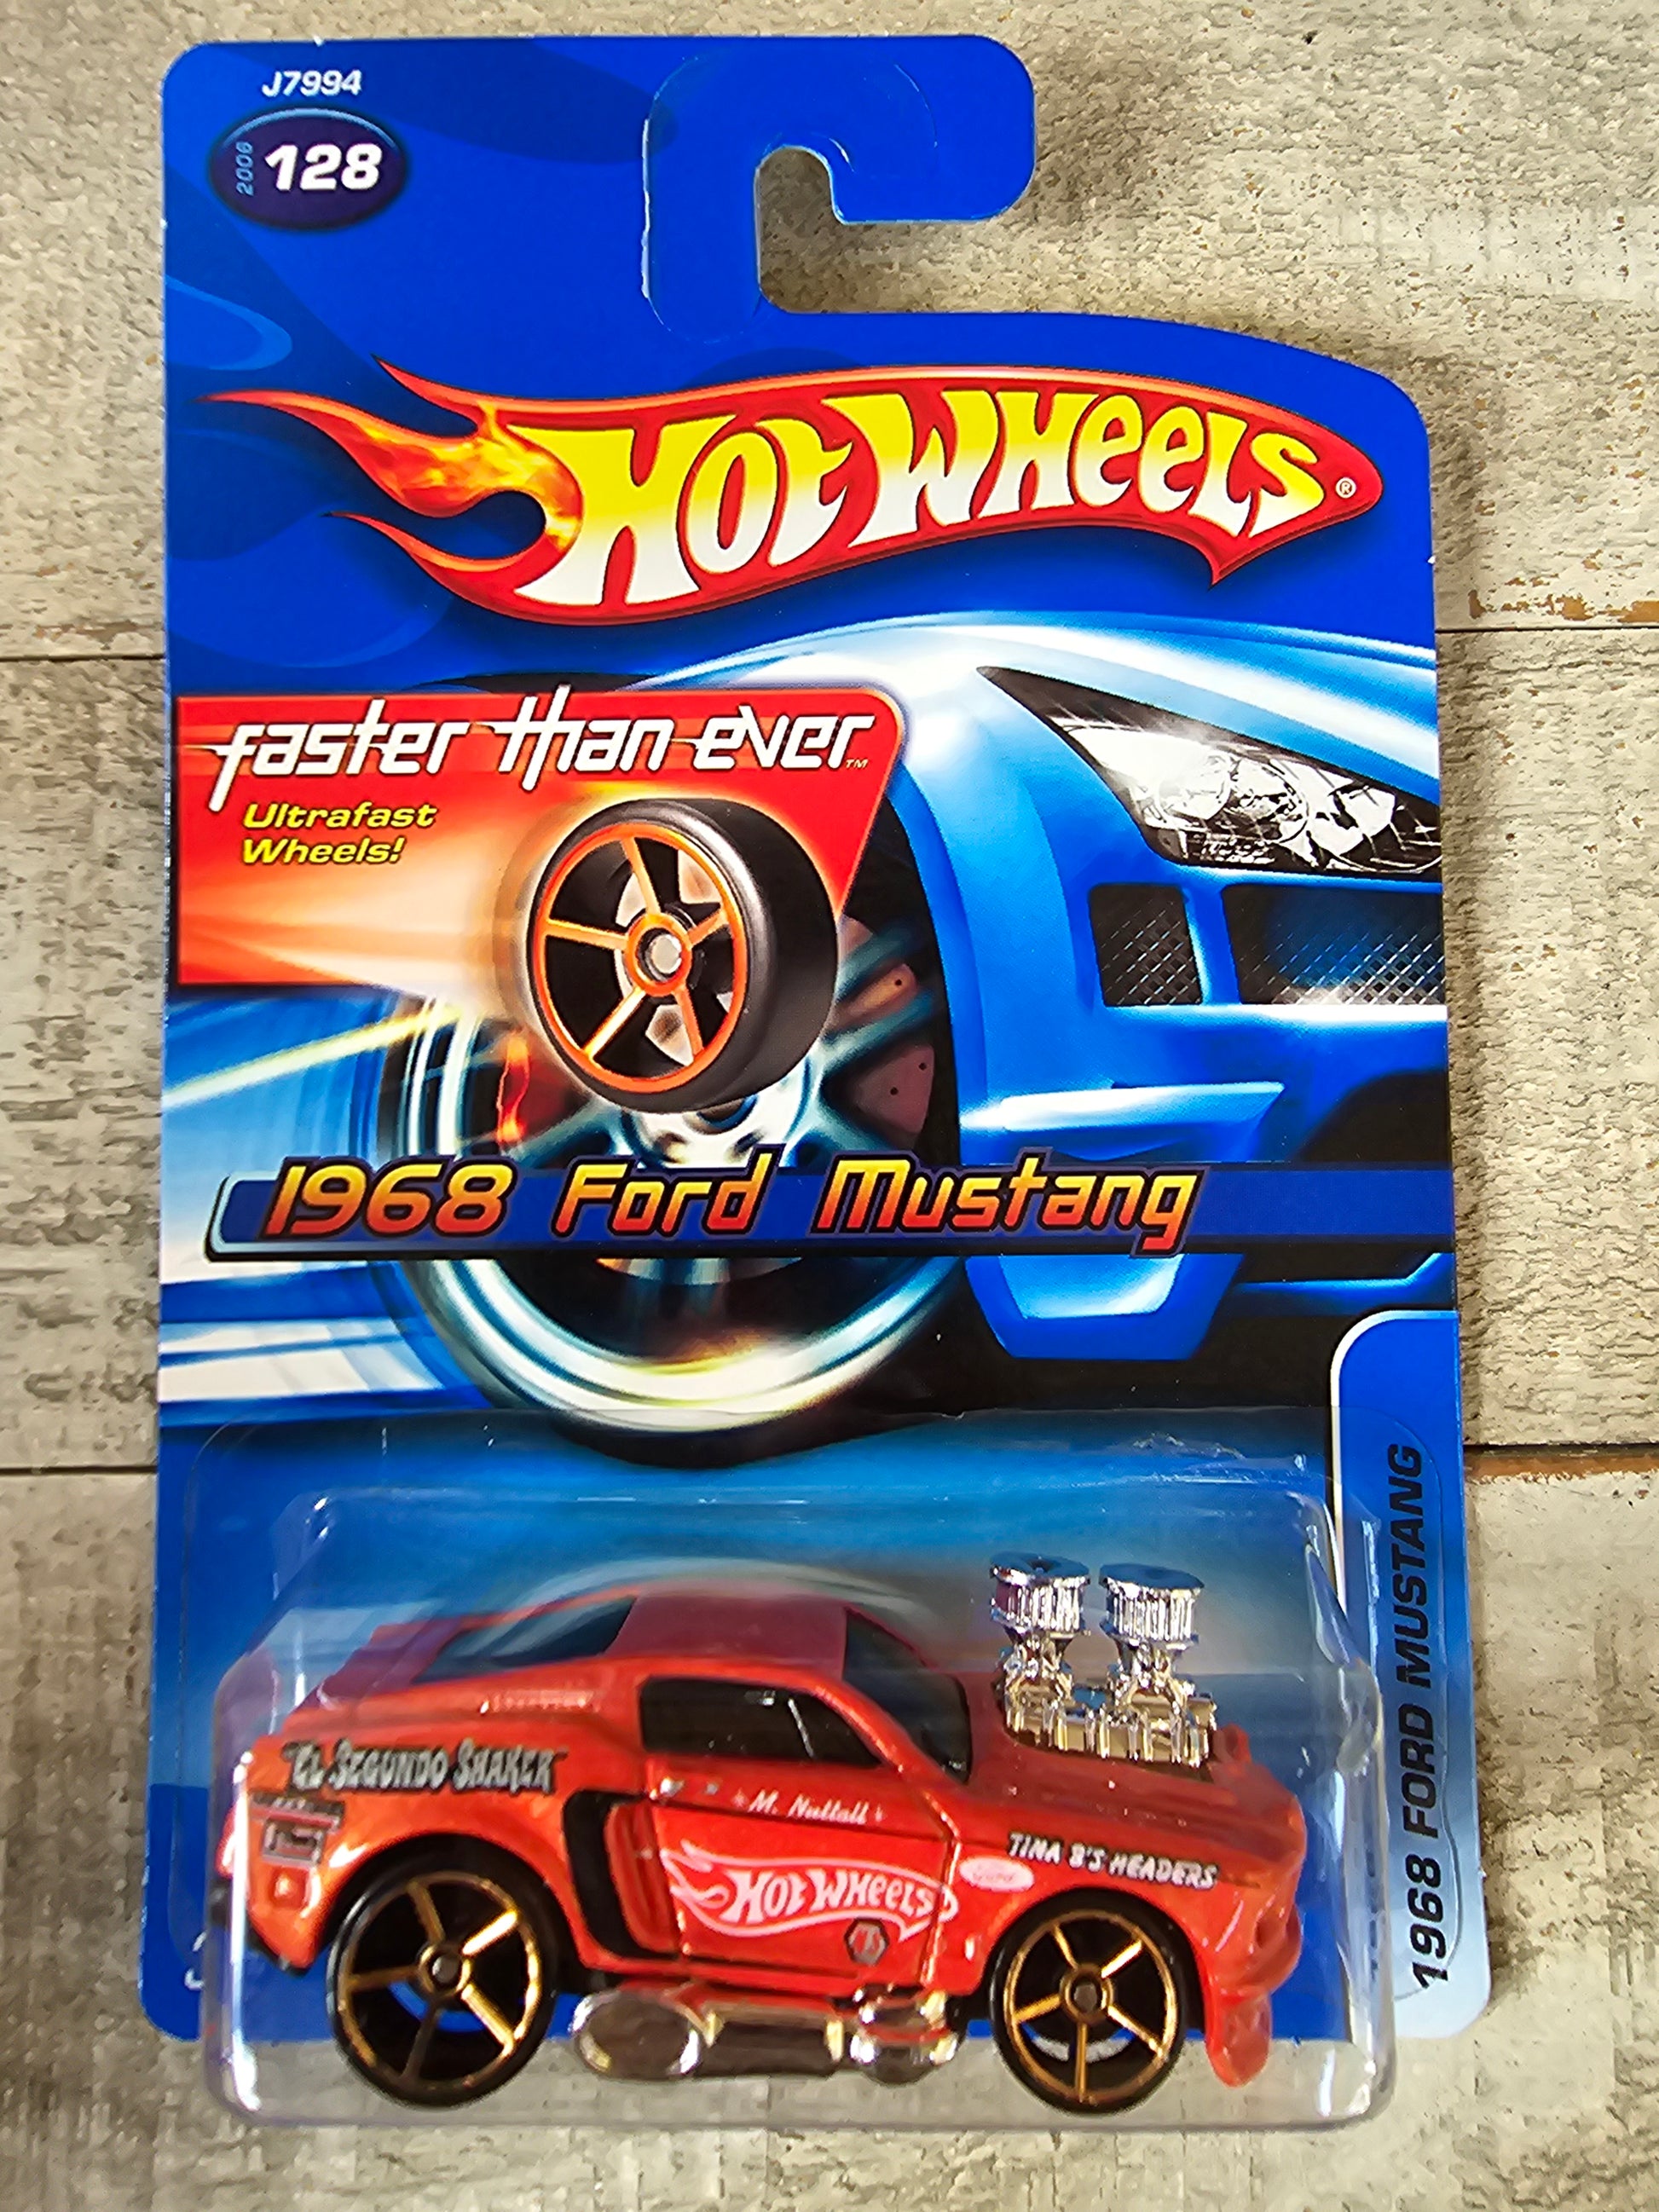 J7994
2006
128
HOT WHEELS®
faster than ever™
Ultrafast
Wheels!
1968 Ford Mustang
1968 FORD MUSTANG
"EL SEGUNDO SHAKER"
M. Nuttall
HOT WHEELS
TINA B'S HEADERS